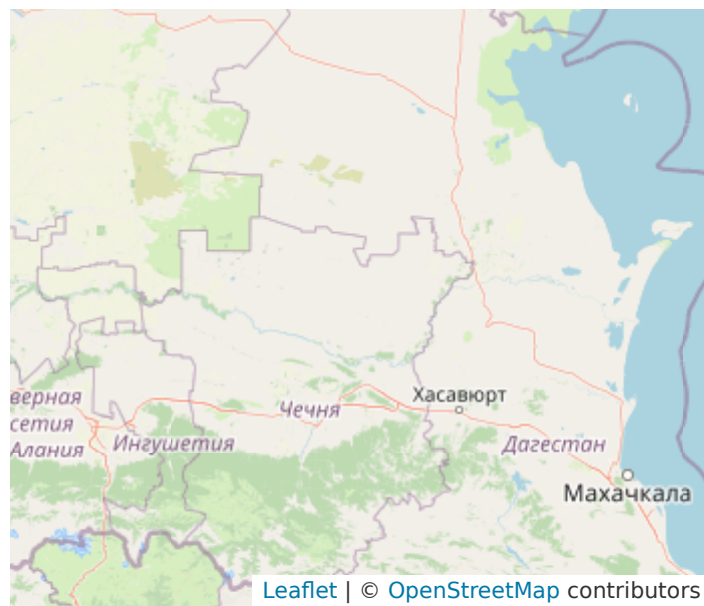 Хасавюрт
верная
сетия
Алания
Чечня
Ингушетия
Дагестан
Махачкала
Leaflet | © OpenStreetMap contributors